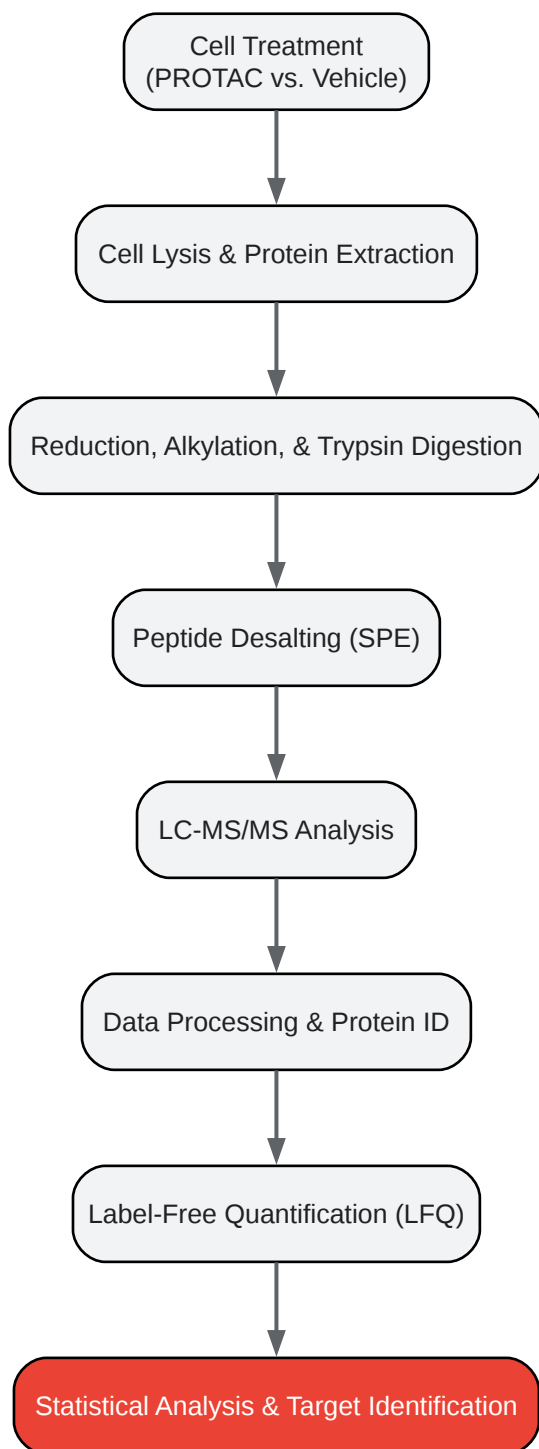 Cell Treatment
(PROTAC vs. Vehicle)
Cell Lysis & Protein Extraction
Reduction, Alkylation, & Trypsin Digestion
Peptide Desalting (SPE)
LC-MS/MS Analysis
Data Processing & Protein ID
Label-Free Quantification (LFQ)
Statistical Analysis & Target Identification